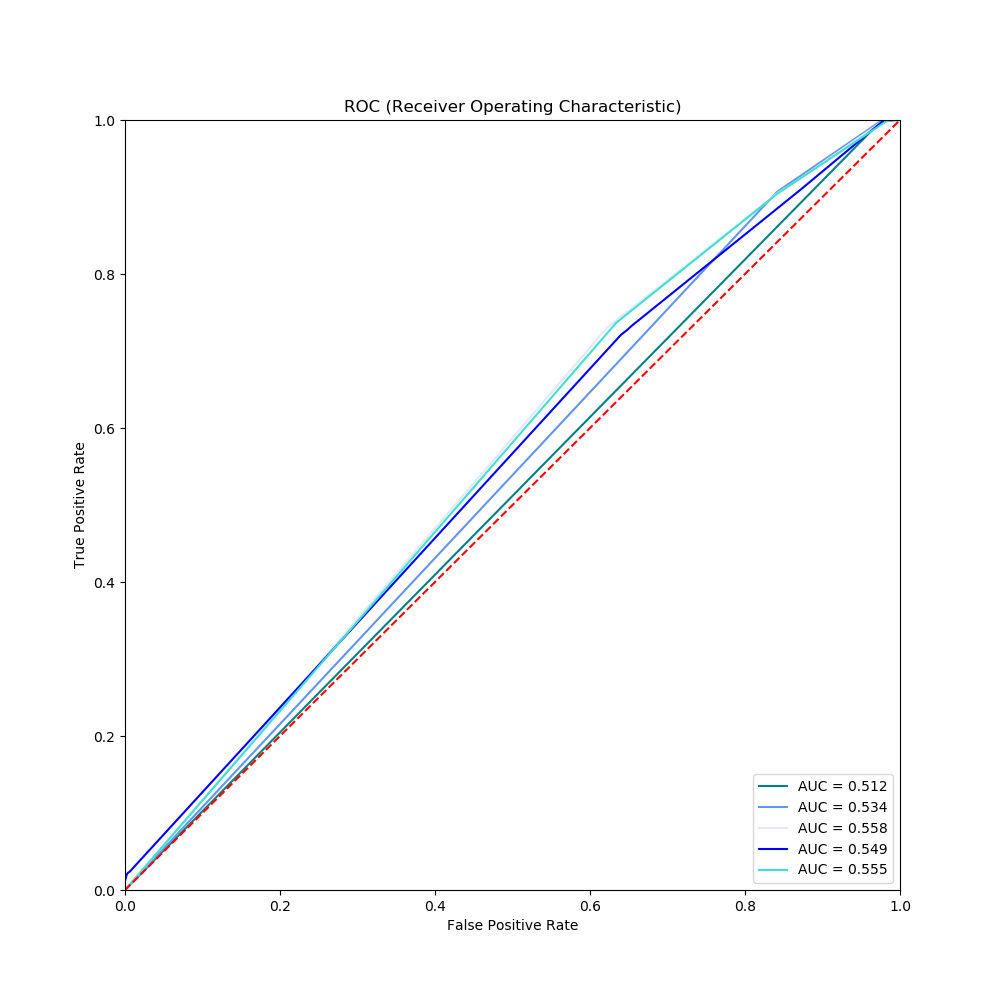 ROC (Receiver Operating Characteristic)
1.0
0.8
0.6
0.4
0.2
0.0
True Positive Rate
0.0 0.2 0.4 0.6 0.8 1.0
False Positive Rate
AUC = 0.512
AUC = 0.534
AUC = 0.558
AUC = 0.549
AUC = 0.555